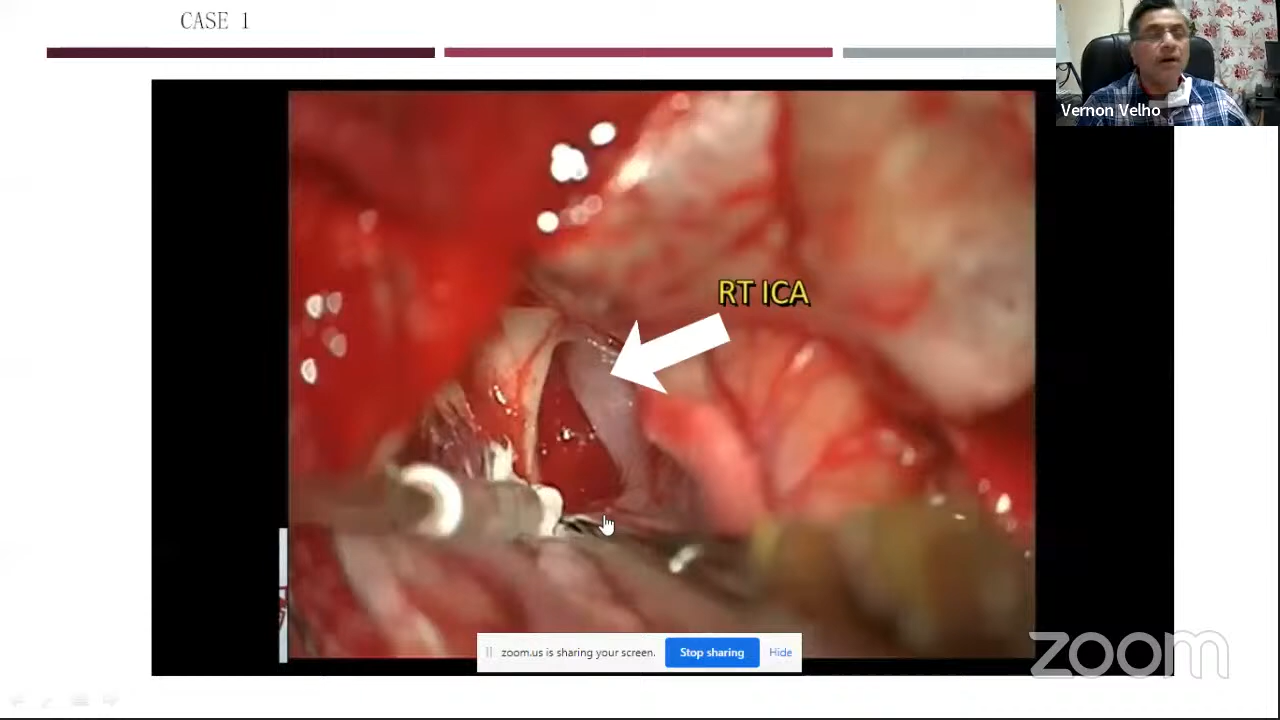 CASE 1
Vernon Velho
RT ICA
zoom.us is sharing your screen. Stop sharing Hide
zoom